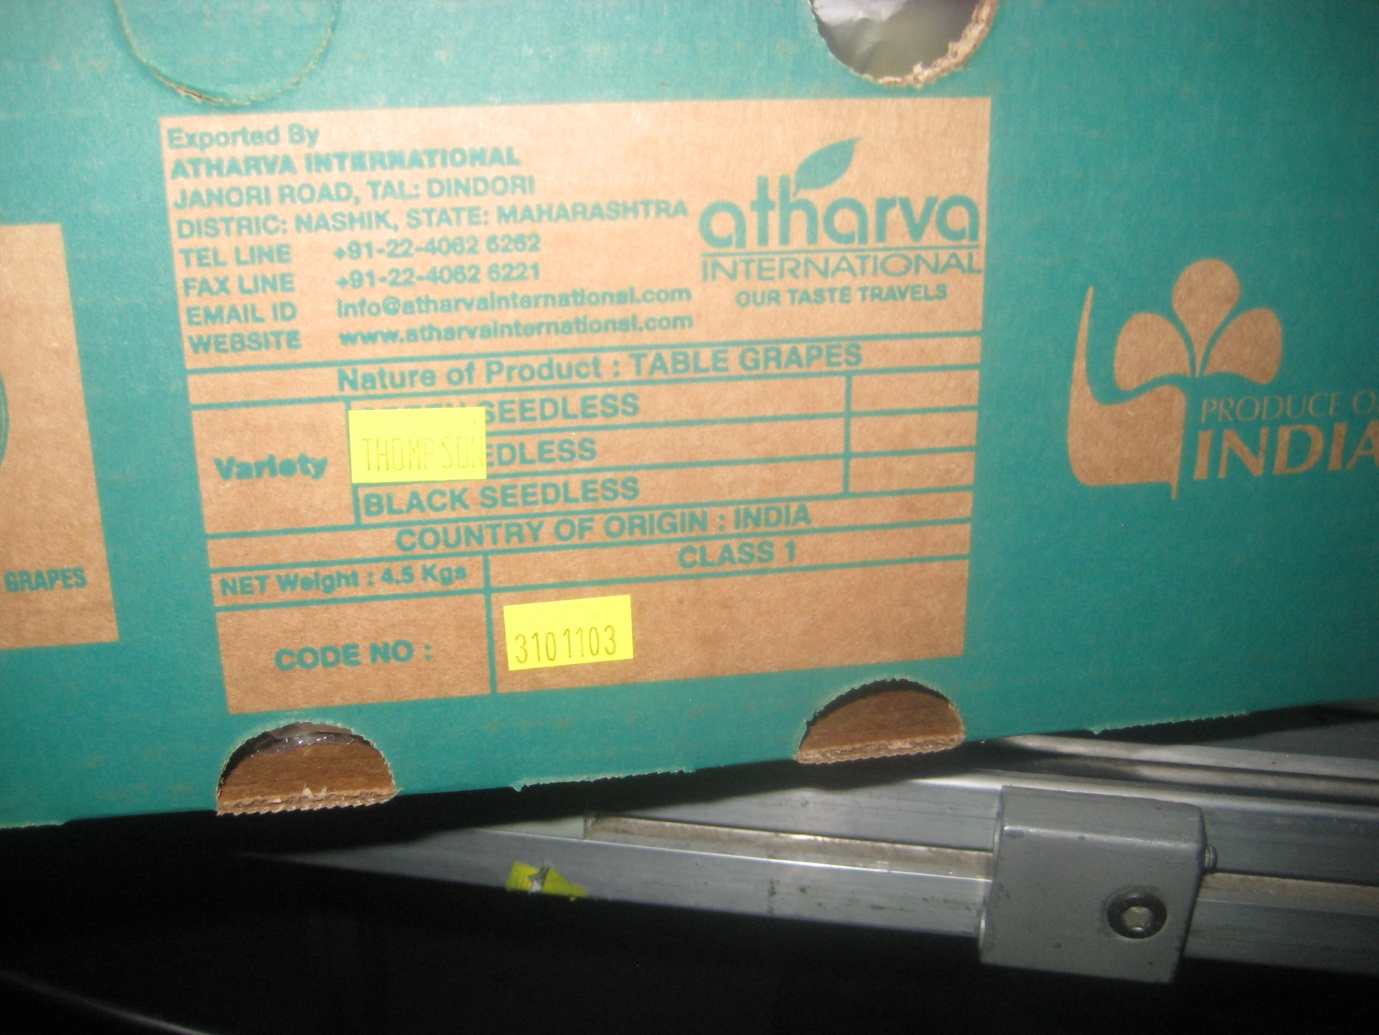 Exported By
ATHARVA INTERNATIONAL
JANORI ROAD, TAL: DINDORI
DISTRIC: NASHIK, STATE: MAHARASHTRA
TEL LINE +91-22-4062 6262
FAX LINE +91-22-4062 6221
EMAIL ID info@atharvainternational.com
WEBSITE www.atharvainternational.com
atharva
INTERNATIONAL
OUR TASTE TRAVELS
Nature of Product : TABLE GRAPES
Variety
SEEDLESS
THOMPSON
EDLESS
BLACK SEEDLESS
COUNTRY OF ORIGIN : INDIA
NET Weight : 4.5 Kgs
CLASS 1
CODE NO :
3101103
GRAPES
PRODUCE O
INDIA